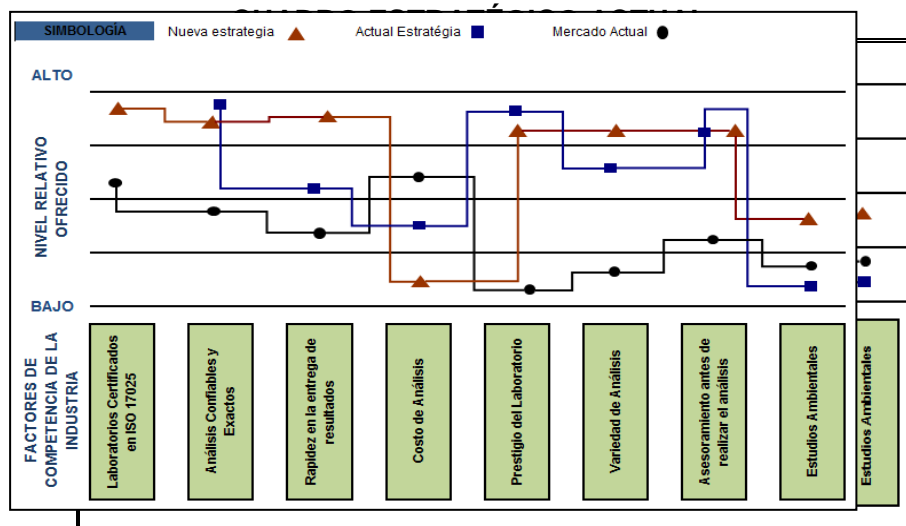 SIMBOLOGÍA
Nueva estrategia
Actual Estratégia
Mercado Actual
ALTO
NIVEL RELATIVO
OFRECIDO
BAJO
FACTORES DE
COMPETENCIA DE LA
INDUSTRIA
Laboratorios Certificados
en ISO 17025
Análisis Confiables y
Exactos
Rapidez en la entrega de
resultados
Costo de Análisis
Prestigio del Laboratorio
Variedad de Análisis
Asesoramiento antes de
realizar el análisis
Estudios Ambientales
Estudios Ambientales